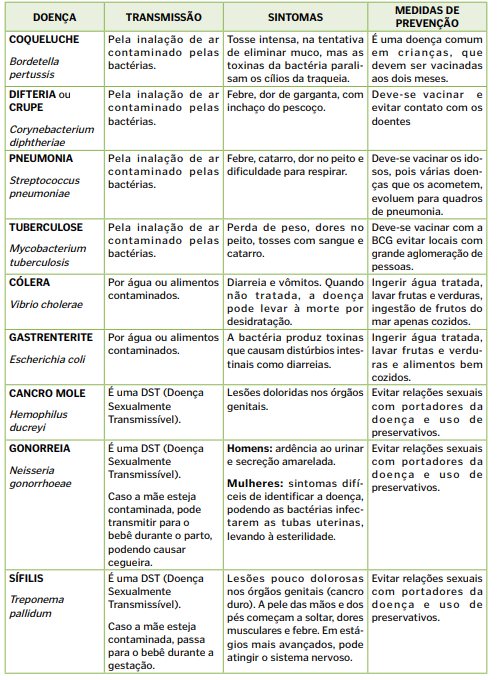 DOENÇA
TRANSMISSÃO
SINTOMAS
MEDIDAS DE
PREVENÇÃO
COQUELUCHE
Bordetella
pertussis
Pela inalação de ar
contaminado pelas
bactérias.
Tosse intensa, na tentativa
de eliminar muco, mas as
toxinas da bactéria parali-
sam os cílios da traqueia.
É uma doença comum
em crianças, que
devem ser vacinadas
aos dois meses.
DIFTERIA ou
CRUPE
Corynebacterium
diphtheriae
Pela inalação de ar
contaminado pelas
bactérias.
Febre, dor de garganta, com
inchaço do pescoço.
Deve-se vacinar e
evitar contato com os
doentes
PNEUMONIA
Streptococcus
pneumoniae
Pela inalação de ar
contaminado pelas
bactérias.
Febre, catarro, dor no peito e
dificuldade para respirar.
Deve-se vacinar os ido-
sos, pois várias doen-
ças que os acometem,
evoluem para quadros
de pneumonia.
TUBERCULOSE
Mycobacterium
tuberculosis
Pela inalação de ar
contaminado pelas
bactérias.
Perda de peso, dores no
peito, tosses com sangue e
catarro.
Deve-se vacinar com a
BCG evitar locais com
grande aglomeração de
pessoas.
CÓLERA
Vibrio cholerae
Por água ou alimentos
contaminados.
Diarreia e vômitos. Quando
não tratada, a doença
pode levar à morte por
desidratação.
Ingerir água tratada,
lavar frutas e verduras,
ingestão de frutos do
mar apenas cozidos.
GASTRENTERITE
Escherichia coli
Por água ou alimentos
contaminados.
A bactéria produz toxinas
que causam distúrbios intes-
tinais como diarreias.
Ingerir água tratada,
lavar frutas e verdu-
ras e alimentos bem
cozidos.
CANCRO MOLE
Hemophilus
ducreyi
É uma DST (Doença
Sexualmente
Transmissível).
Lesões doloridas nos órgãos
genitais.
Evitar relações sexuais
com portadores da
doença e uso de
preservativos.
GONORREIA
Neisseria
gonorrhoeae
É uma DST (Doença
Sexualmente
Transmissível).
Caso a mãe esteja
contaminada, pode
transmitir para o
bebê durante o parto,
podendo causar
cegueira.
Homens: ardência ao urinar
e secreção amarelada.
Mulheres: sintomas difí-
ceis de identificar a doença,
podendo as bactérias infec-
tarem as tubas uterinas,
levando à esterilidade.
Evitar relações sexuais
com portadores da
doença e uso de
preservativos.
SÍFILIS
Treponema
pallidum
É uma DST (Doença
Sexualmente
Transmissível).
Caso a mãe esteja
contaminada, passa
para o bebê durante a
gestação.
Lesões pouco dolorosas
nos órgãos genitais (cancro
duro). A pele das mãos e dos
pés começam a soltar, dores
musculares e febre. Em está-
gios mais avançados, pode
atingir o sistema nervoso.
Evitar relações sexuais
com portadores da
doença e uso de
preservativos.